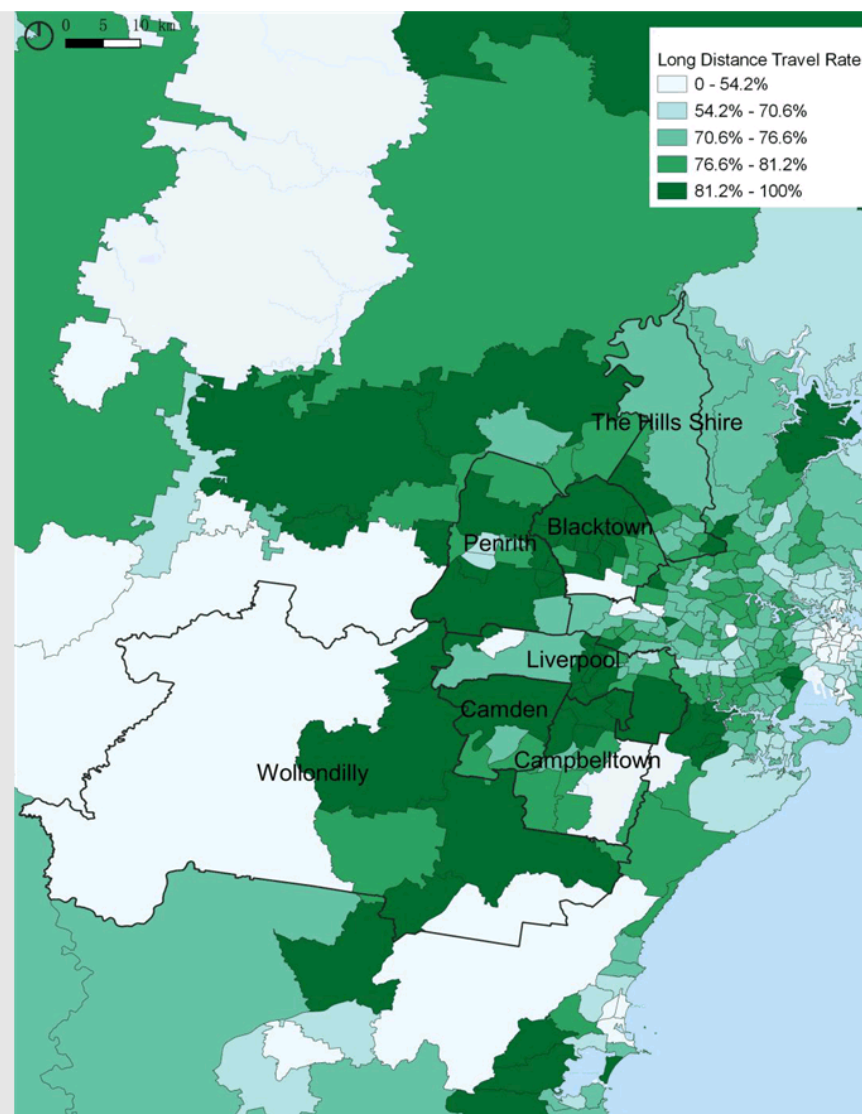 0 5 10 km
Long Distance Travel Rate
0 - 54.2%
54.2% - 70.6%
70.6% - 76.6%
76.6% - 81.2%
81.2% - 100%
The Hills Shire
Blacktown
Penrith
Liverpool
Camden
Campbelltown
Wollondilly